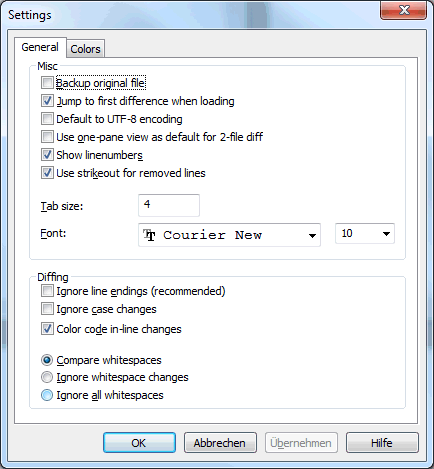 Settings
General
Colors
Misc
Backup original file
Jump to first difference when loading
Default to UTF-8 encoding
Use one-pane view as default for 2-file diff
Show linenumbers
Use strikeout for removed lines
Tab size: 4
Font: Courier New 10
Diffing
Ignore line endings (recommended)
Ignore case changes
Color code in-line changes
Compare whitespaces
Ignore whitespace changes
Ignore all whitespaces
OK Abbrechen Übernehmen Hilfe